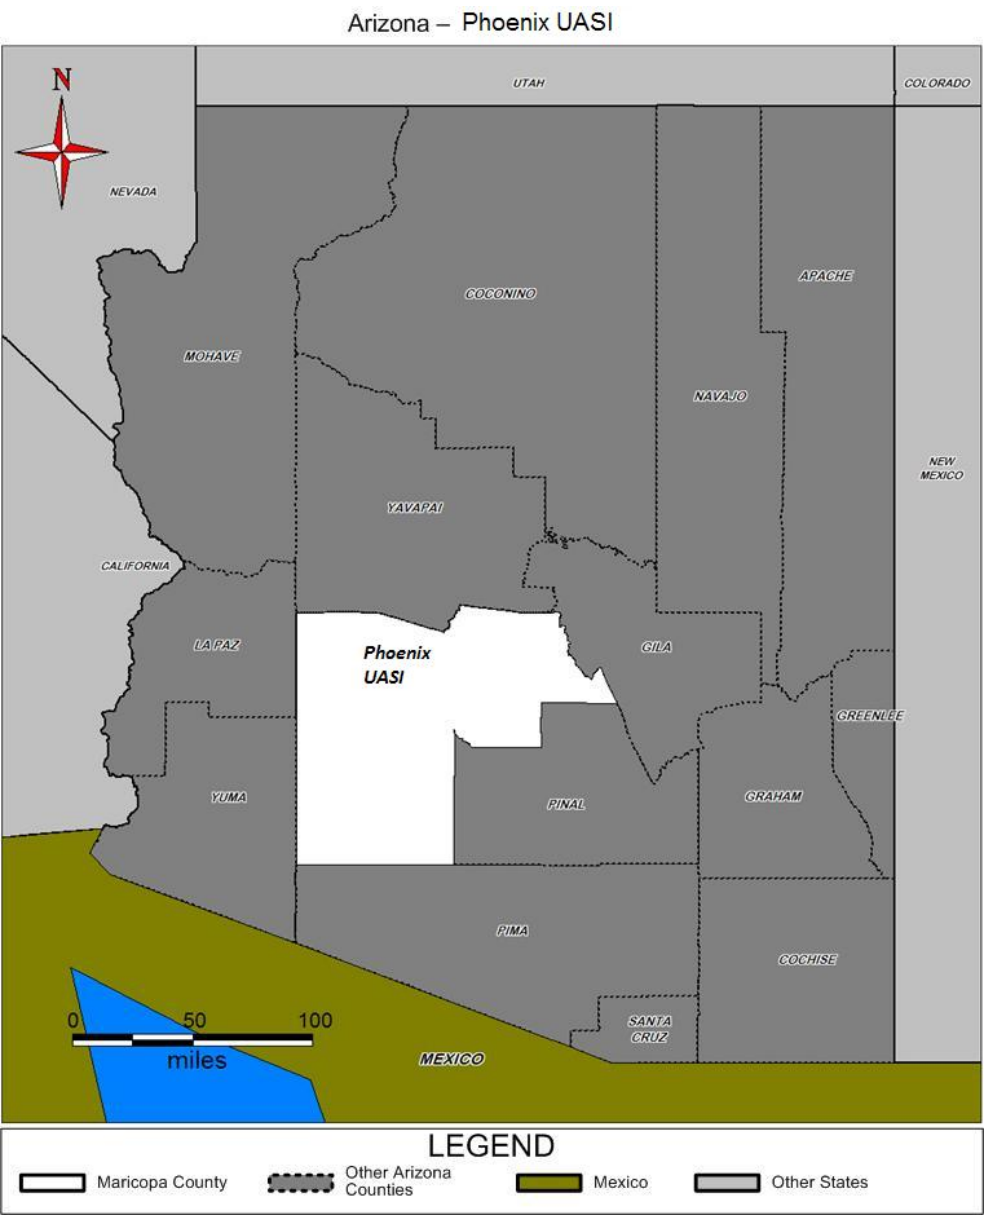 Arizona – Phoenix UASI
N
UTAH
COLORADO
NEVADA
APACHE
COCONINO
MOHAVE
NAVAJO
NEW
MEXICO
YAVAPAI
CALIFORNIA
LA PAZ
Phoenix
UASI
GILA
GREENLEE
YUMA
PINAL
GRAHAM
PIMA
COCHISE
SANTA
CRUZ
0 50 100
miles
MEXICO
LEGEND
Maricopa County
Other Arizona
Counties
Mexico
Other States